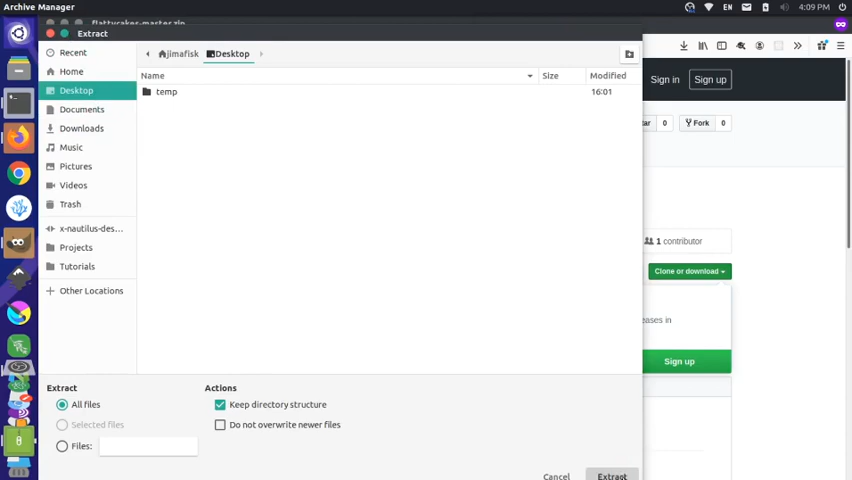 Archive Manager
EN
4:09 PM
flattycakes-master.zip
Extract
Recent
Home
Desktop
Documents
Downloads
Music
Pictures
Videos
Trash
x-nautilus-des...
Projects
Tutorials
Other Locations
jimafisk
Desktop
Name
Size
Modified
temp
16:01
Extract
All files
Selected files
Files:
Actions
Keep directory structure
Do not overwrite newer files
Cancel
Extract
Sign in
Sign up
tar
0
Fork
0
1 contributor
Clone or download
eases in
Sign up